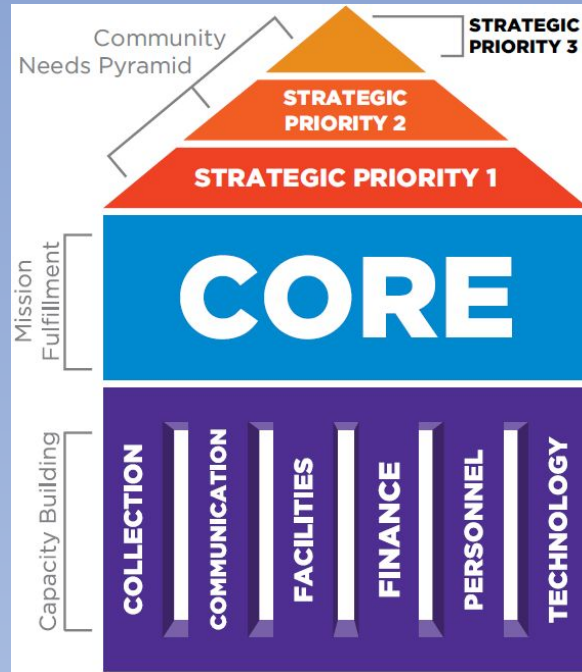 Community
Needs Pyramid
STRATEGIC
PRIORITY 3
STRATEGIC
PRIORITY 2
STRATEGIC PRIORITY 1
Mission
Fulfillment
CORE
Capacity Building
COLLECTION
COMMUNICATION
FACILITIES
FINANCE
PERSONNEL
TECHNOLOGY